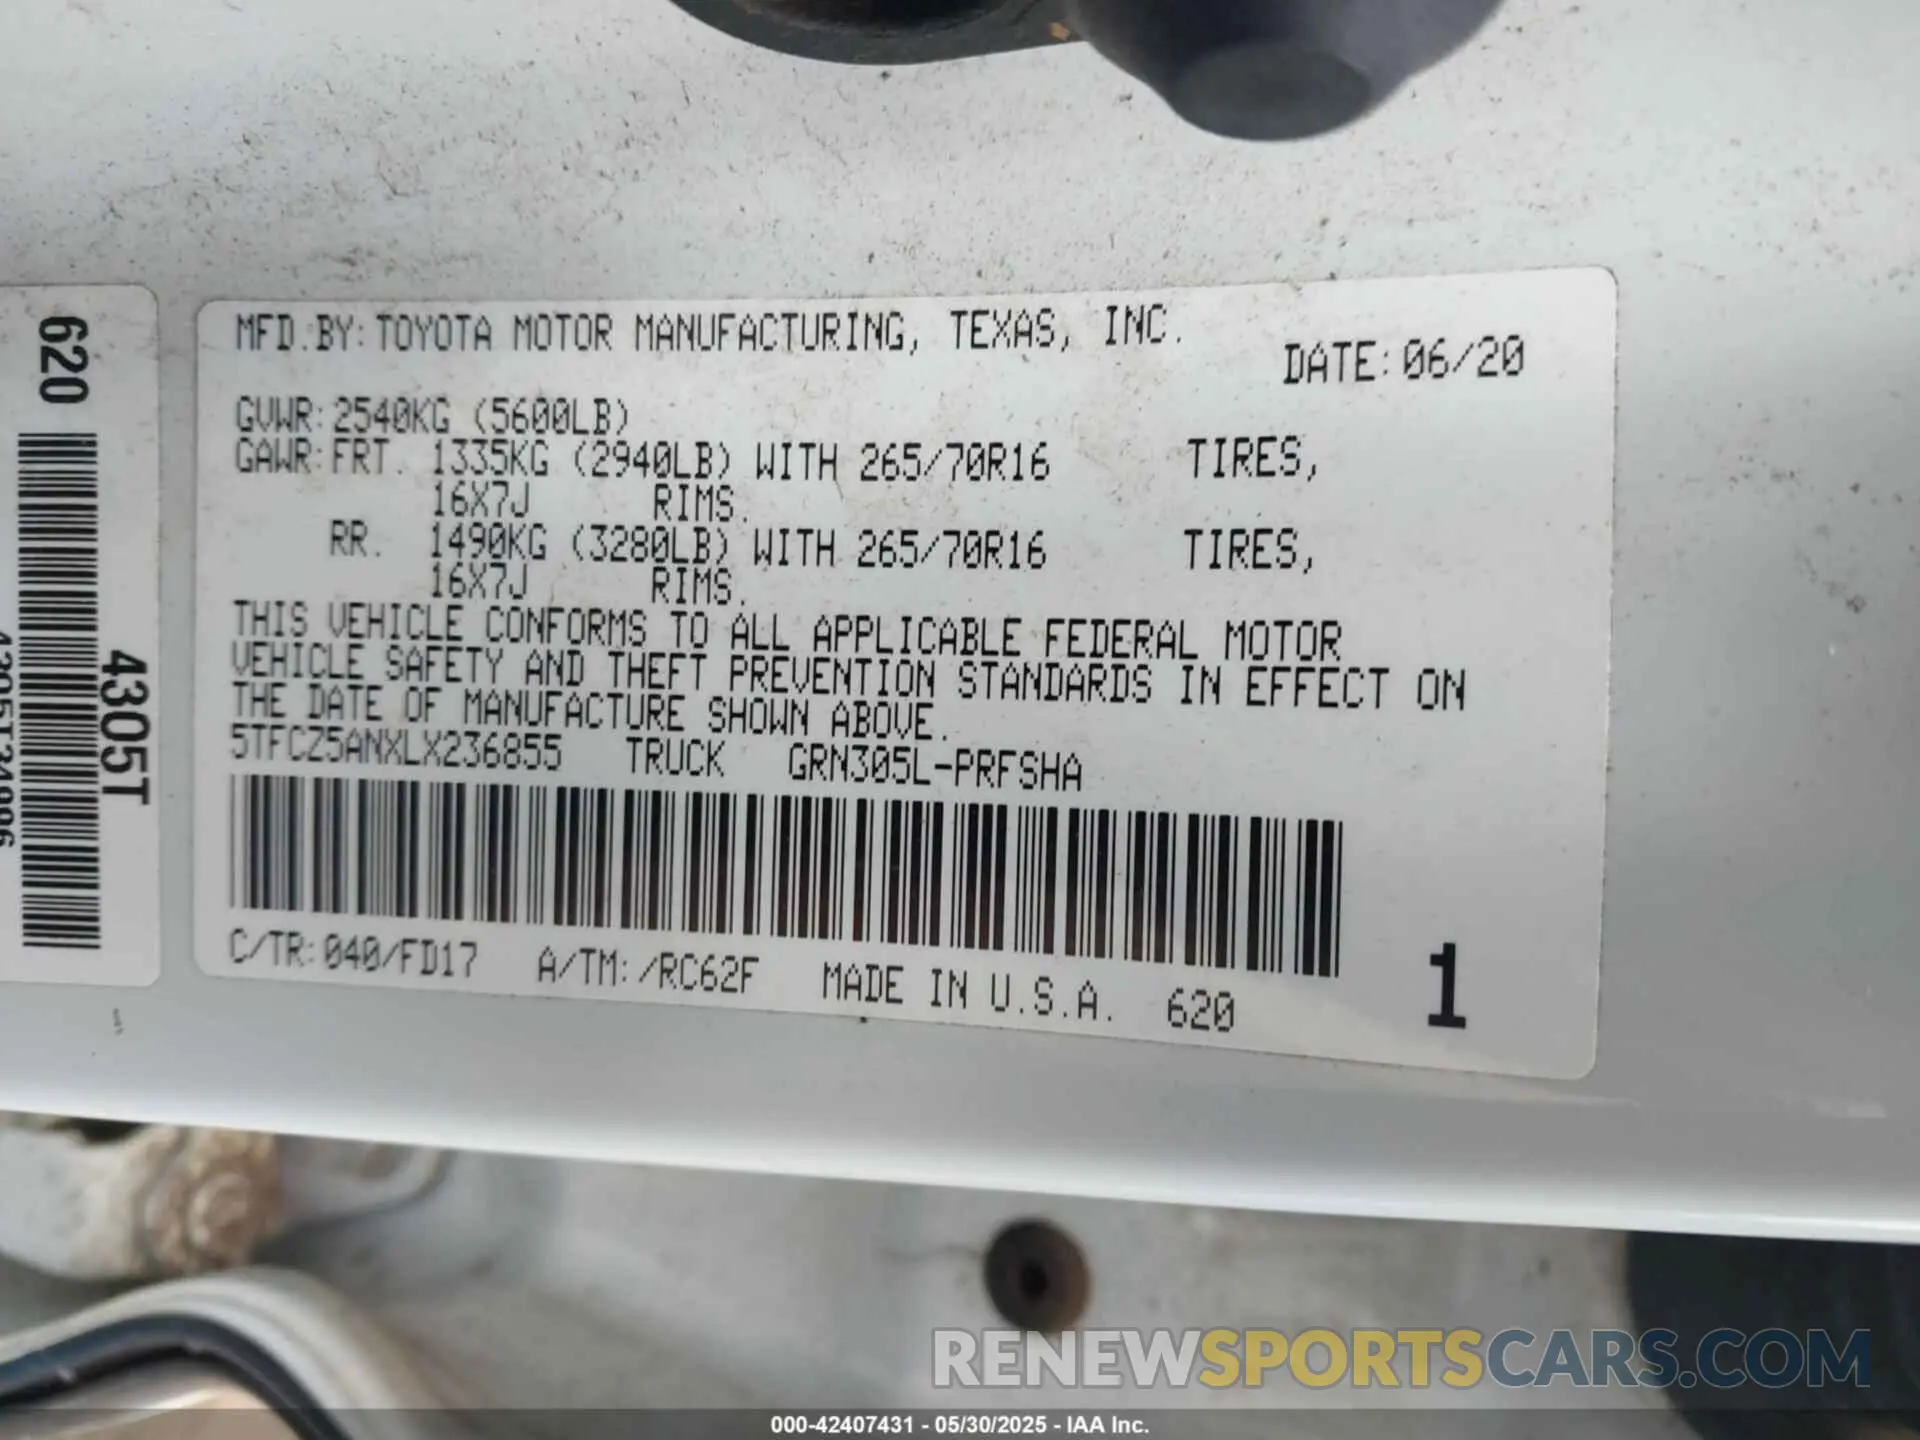 MFD.BY:TOYOTA MOTOR MANUFACTURING, TEXAS, INC.
DATE:06/20
GVWR:2540KG (5600LB)
GAWR:FRT. 1335KG (2940LB) WITH 265/70R16 TIRES,
16X7J RIMS.
RR. 1490KG (3280LB) WITH 265/70R16 TIRES,
16X7J RIMS.
THIS VEHICLE CONFORMS TO ALL APPLICABLE FEDERAL MOTOR
VEHICLE SAFETY AND THEFT PREVENTION STANDARDS IN EFFECT ON
THE DATE OF MANUFACTURE SHOWN ABOVE.
5TFCZ5ANXLX236855 TRUCK GRN305L-PRFSHA
C/TR:040/FD17 A/TM:/RC62F MADE IN U.S.A. 620
1
620
4305T
RENEWSPORTSCARS.COM
000-42407431 - 05/30/2025 - IAA Inc.